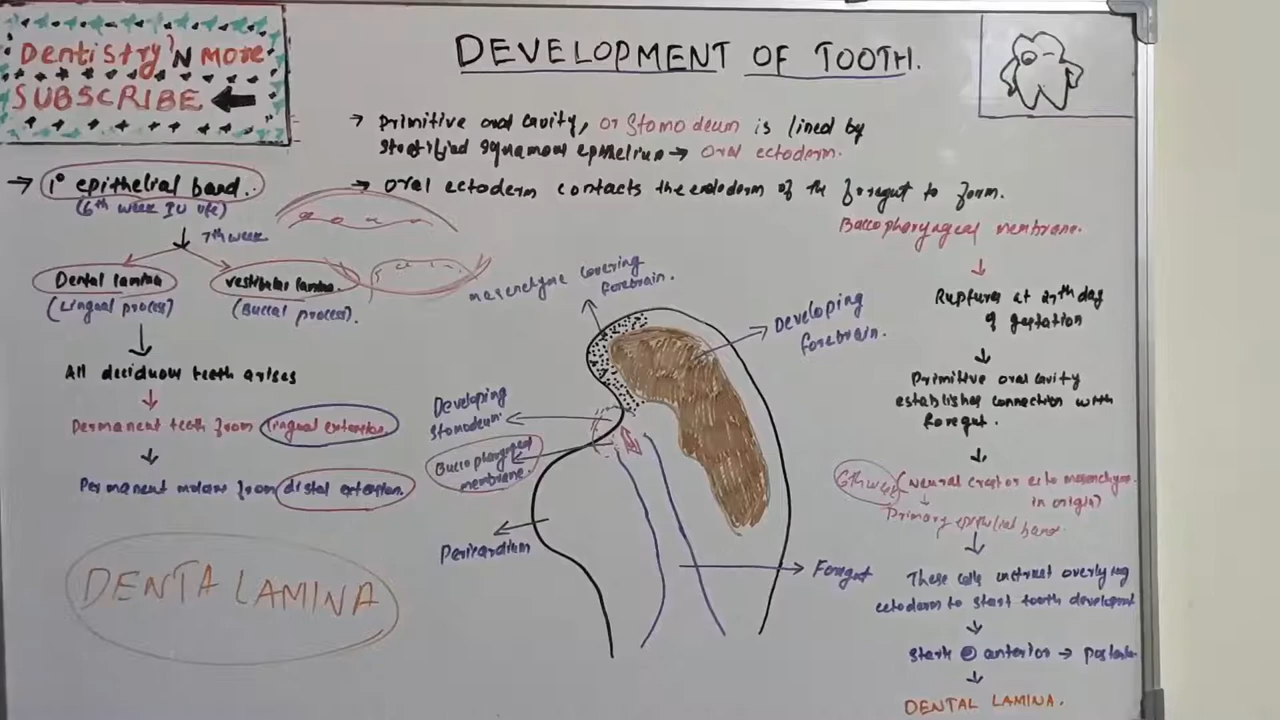 Dentistry'N More
SUBSCRIBE
DEVELOPMENT OF TOOTH.
→ Primitive oral cavity, or Stomodeum is lined by
stratified squamous epithelium → oral ectoderm.
→ oral ectoderm contacts the endoderm of the foregut to form.
Buccopharyngeal membrane.
→ 1° epithelial band.
(6th week IU life)
7th week
Dental lamina
vestibular lamina.
(Lingual process)
(Buccal process).
All deciduous teeth arises
Permanent teeth from lingual extension
Permanent molars from distal extension.
DENTA LAMINA
mesenchyme covering
forebrain.
Developing
forebrain.
Developing
stomodeum.
Buccopharyngeal
membrane.
Pericardium
Foregut
Ruptures at 27th day
of gestation
Primitive oral cavity
establishes connection with
foregut.
6th week (Neural crest or ecto mesenchyme
in origin)
Primary epithelial band.
These cells instruct overlying
ectoderm to start tooth developmnt
start @ anterior → posterior
DENTAL LAMINA.